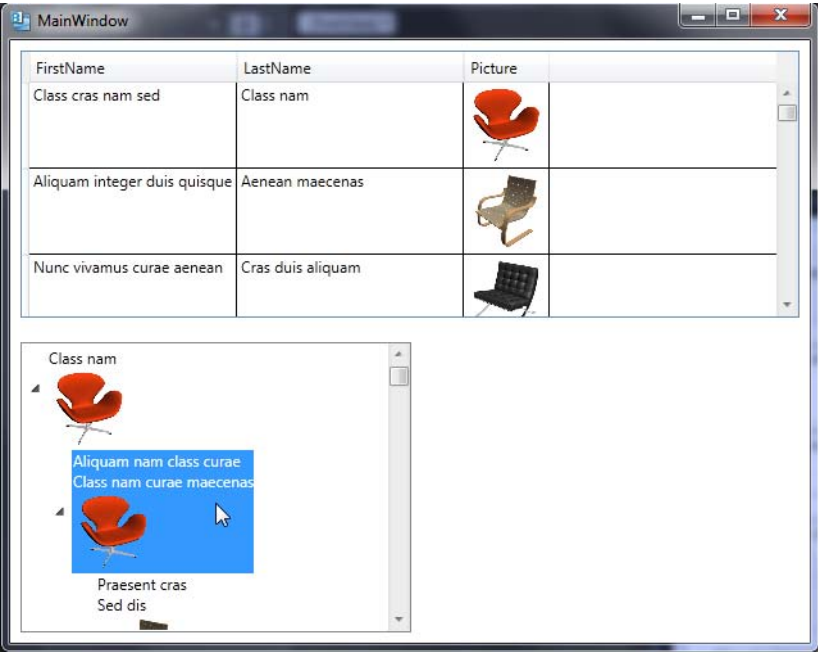 MainWindow
FirstName LastName Picture
Class cras nam sed Class nam
Aliquam integer duis quisque Aenean maecenas
Nunc vivamus curae aenean Cras duis aliquam
Class nam
Aliquam nam class curae
Class nam curae maecenas
Praesent cras
Sed dis